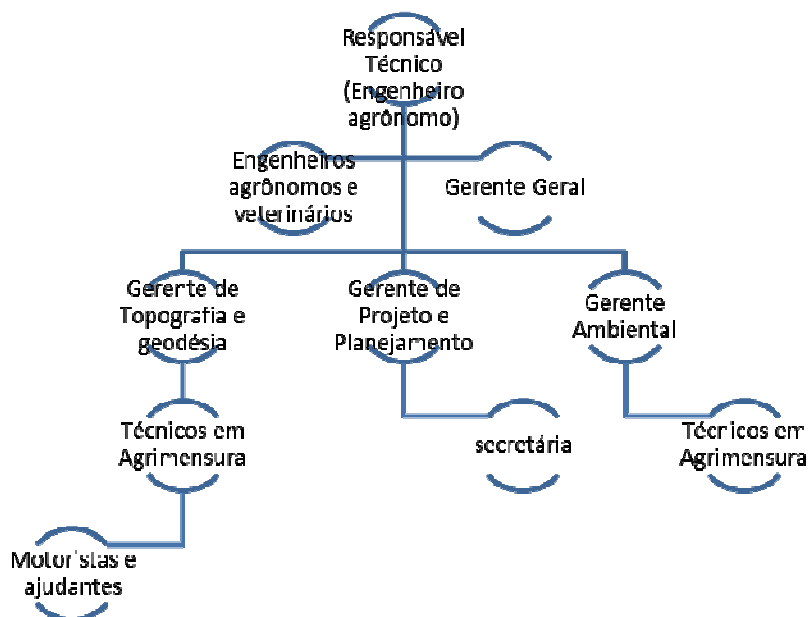 Responsável
Técnico
(Engenheiro
agrônomo)
Engenheiros
agrônomos e
veterinários
Gerente Geral
Gerente de
Topografia e
geodésia
Gerente de
Projeto e
Planejamento
Gerente
Ambiental
Técnicos em
Agrimensura
secretária
Técnicos em
Agrimensura
Motoristas e
ajudantes